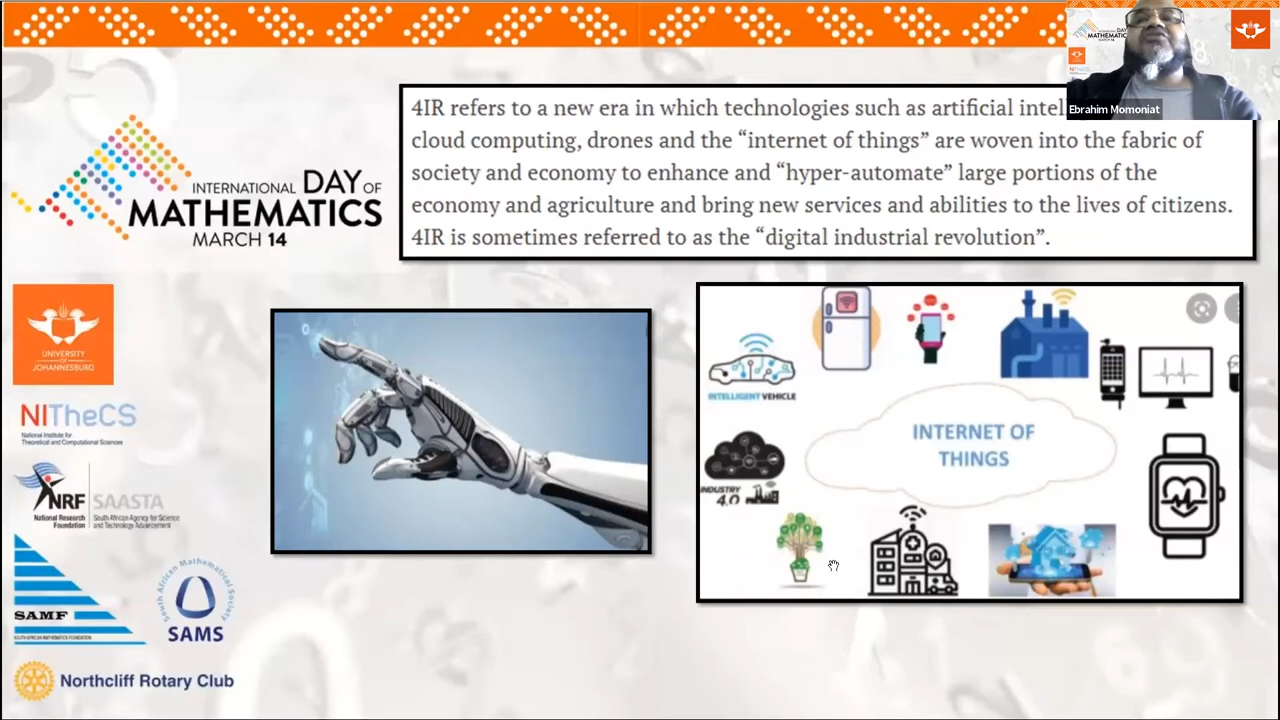 INTERNATIONAL DAY OF
MATHEMATICS
MARCH 14
4IR refers to a new era in which technologies such as artificial
cloud computing, drones and the “internet of things” are woven into the fabric of
society and economy to enhance and “hyper-automate” large portions of the
economy and agriculture and bring new services and abilities to the lives of citizens.
4IR is sometimes referred to as the “digital industrial revolution”.
DAY
MATHEMATIC
Ebrahim Momoniat
UNIVERSITY
OF
JOHANNESBURG
NITheCS
National Institute for
Theoretical and Computational Sciences
NRF
National Research
Foundation
SAASTA
South African Agency for Science
and Technology Advancement
SAMF
SOUTH AFRICAN MATHEMATICS FOUNDATION
South African Mathematical Society
SAMS
Northcliff Rotary Club
INTELLIGENT VEHICLE
INTERNET OF
THINGS
INDUSTRY
4.0